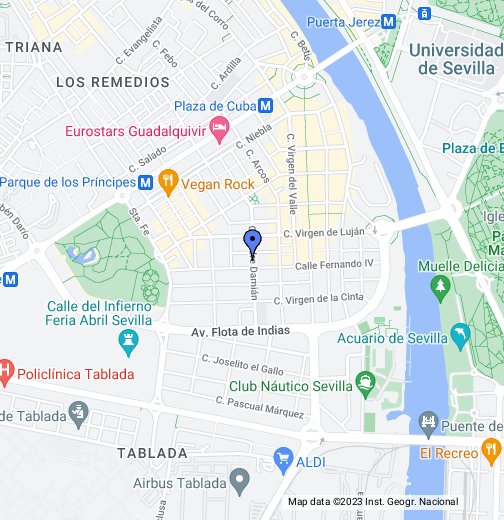 Puerta Jerez
del Corro
C. Evangelista
C. Betis
TRIANA
C. Febo
Universidad
de Sevilla
C. Ardilla
LOS REMEDIOS
Plaza de Cuba
Eurostars Guadalquivir
C. Niebla
C. Salado
C. Arcos
C. Virgen del Valle
Plaza de E
Parque de los Príncipes
Vegan Rock
Sta. Fe
ben Darío
C. Virgen de Luján
Damián
Calle Fernando IV
Muelle Delicia
C. Virgen de la Cinta
Calle del Infierno
Feria Abril Sevilla
Av. Flota de Indias
Acuario de Sevilla
C. Joselito el Gallo
Policlínica Tablada
Club Náutico Sevilla
C. Pascual Márquez
de Tablada
Puente de
TABLADA
ALDI
El Recreo
Airbus Tablada
Map data ©2023 Inst. Geogr. Nacional